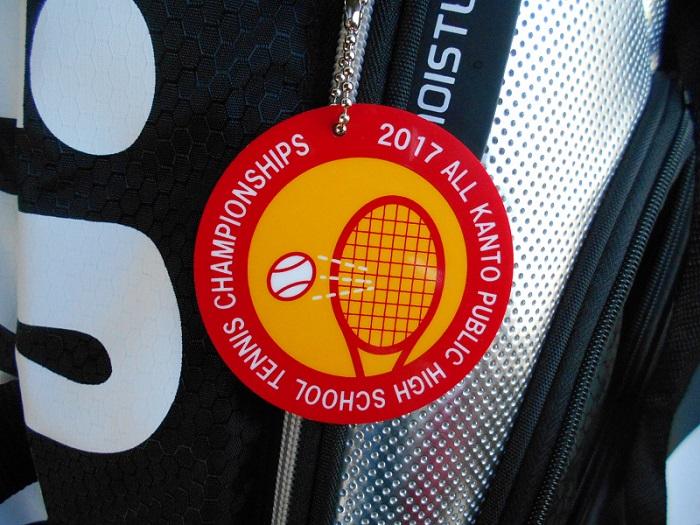 2017 ALL KANTO PUBLIC HIGH SCHOOL TENNIS CHAMPIONSHIPS